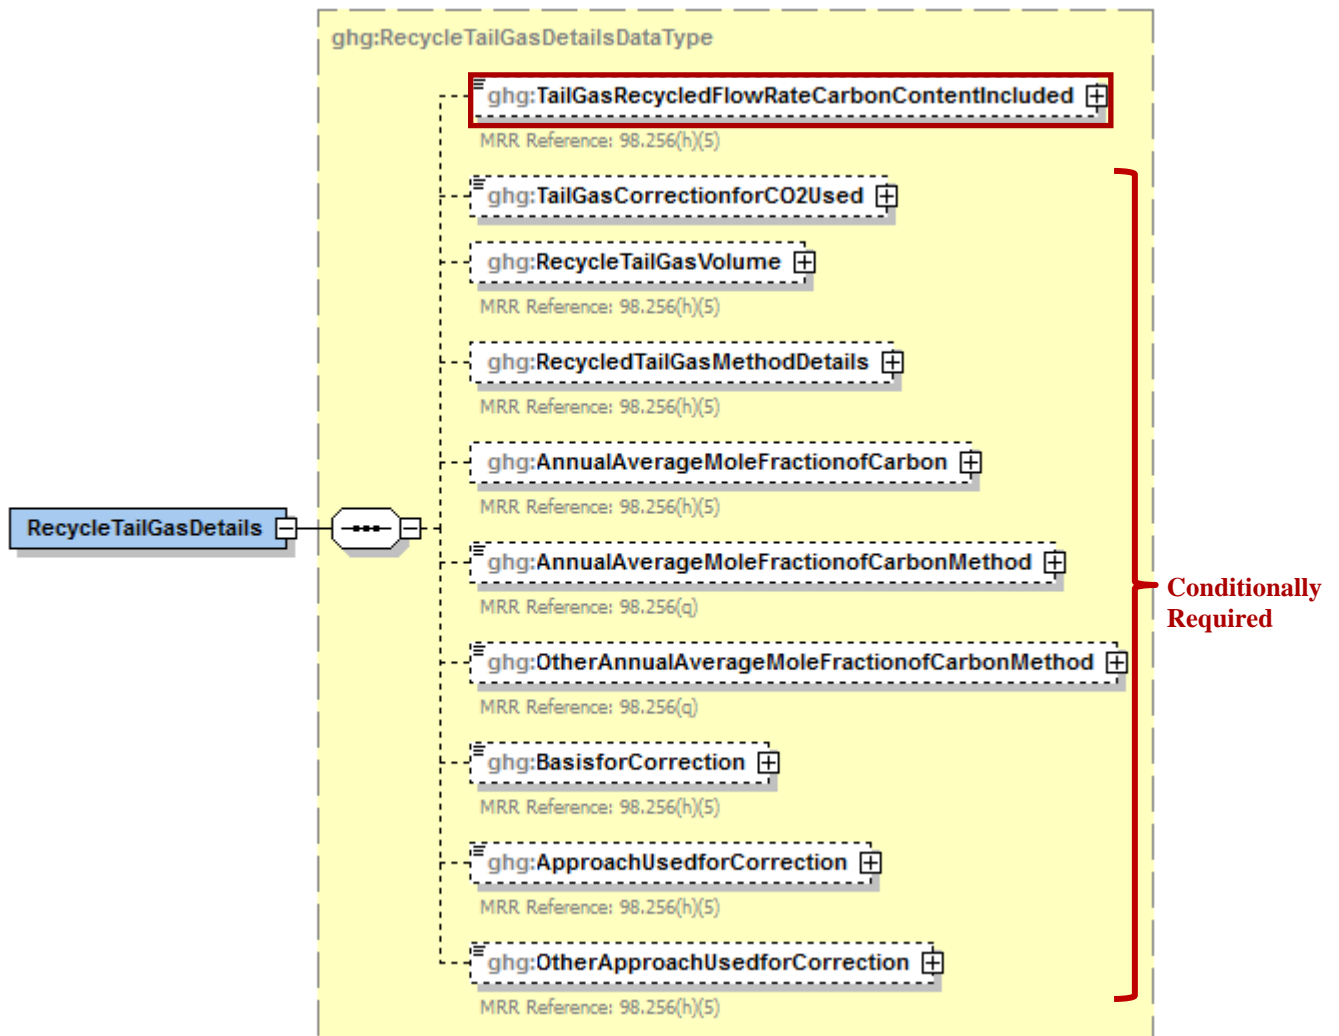 ghg:RecycleTailGasDetailsDataType
ghg:TailGasRecycledFlowRateCarbonContentIncluded
MRR Reference: 98.256(h)(5)
ghg:TailGasCorrectionforCO2Used
ghg:RecycleTailGasVolume
MRR Reference: 98.256(h)(5)
ghg:RecycledTailGasMethodDetails
MRR Reference: 98.256(h)(5)
ghg:AnnualAverageMoleFractionofCarbon
MRR Reference: 98.256(h)(5)
RecycleTailGasDetails
ghg:AnnualAverageMoleFractionofCarbonMethod
MRR Reference: 98.256(q)
Conditionally
Required
ghg:OtherAnnualAverageMoleFractionofCarbonMethod
MRR Reference: 98.256(q)
ghg:BasisforCorrection
MRR Reference: 98.256(h)(5)
ghg:ApproachUsedforCorrection
MRR Reference: 98.256(h)(5)
ghg:OtherApproachUsedforCorrection
MRR Reference: 98.256(h)(5)